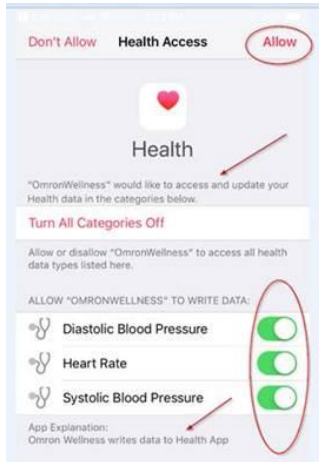 Don't Allow Health Access Allow
Health
"OmronWellness" would like to access and update your
Health data in the categories below.
Turn All Categories Off
Allow or disallow "OmronWellness" to access all health
data types listed here.
ALLOW "OMRONWELLNESS" TO WRITE DATA:
Diastolic Blood Pressure
Heart Rate
Systolic Blood Pressure
App Explanation:
Omron Wellness writes data to Health App